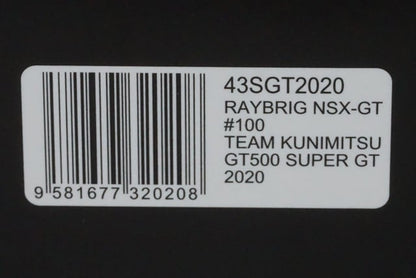 43SGT2020
RAYBRIG NSX-GT
#100
TEAM KUNIMITSU
GT500 SUPER GT
2020
9 581677 320208